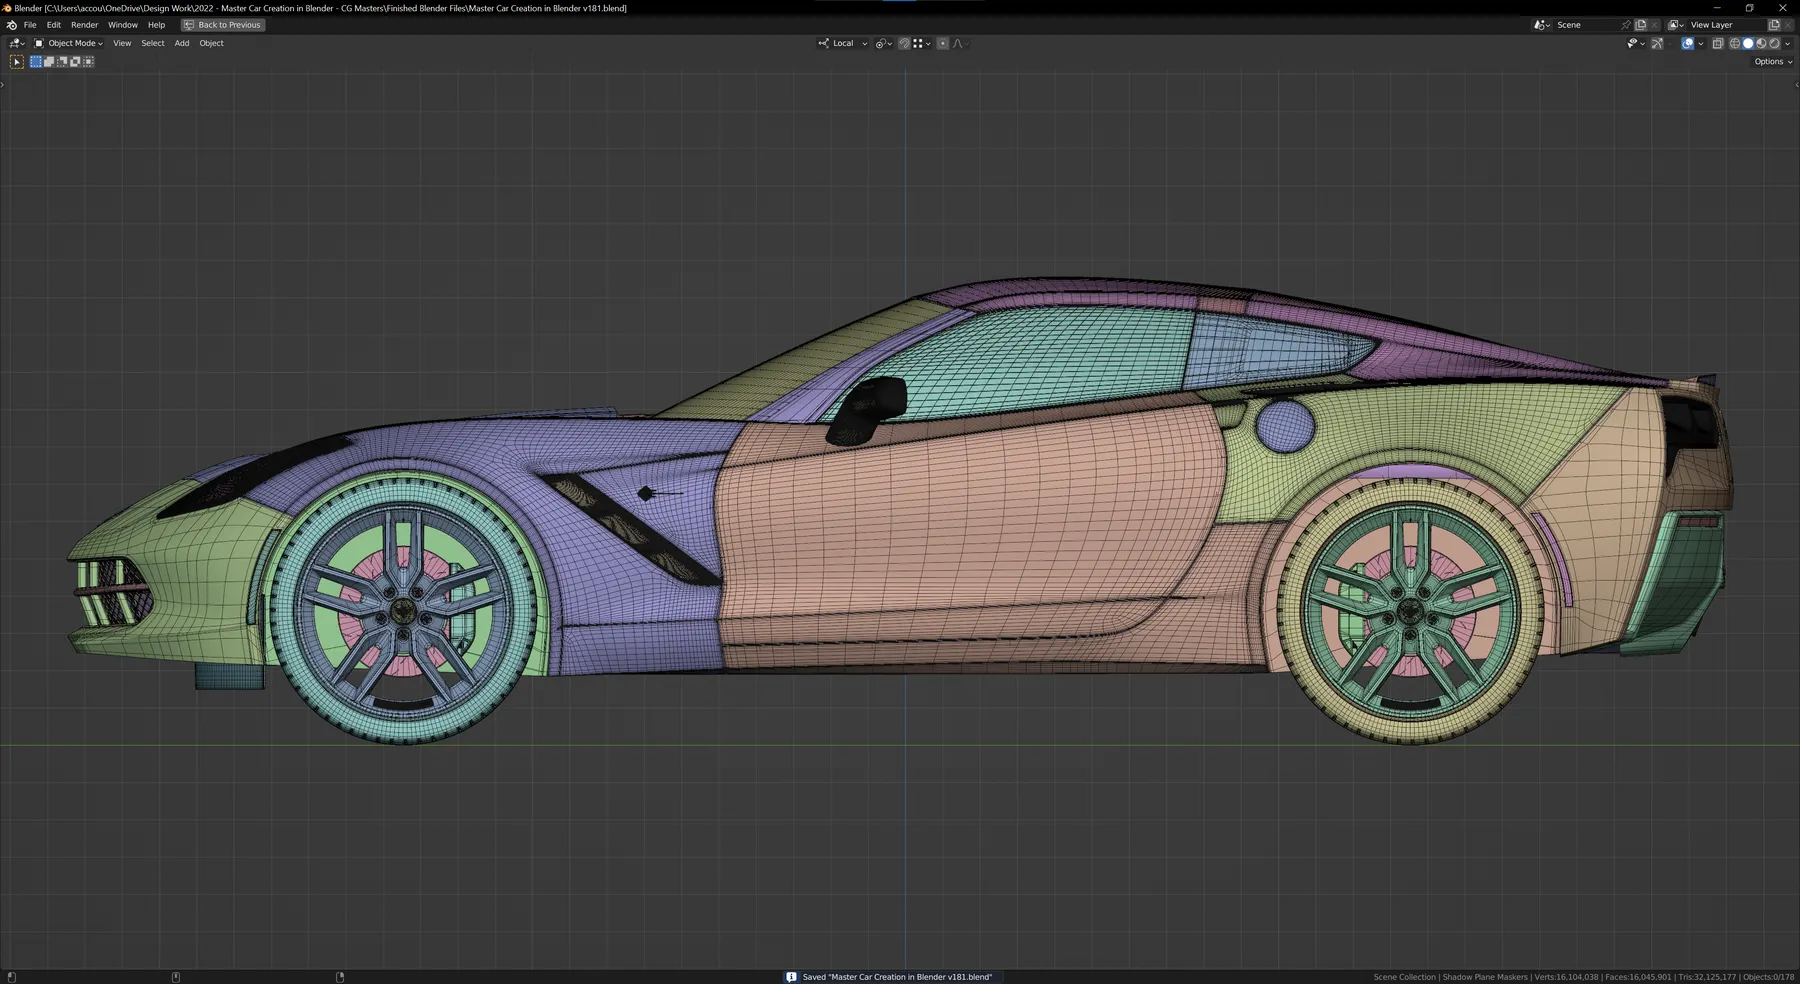 Blender [C:\Users\accou\OneDrive\Design Work\2022 - Master Car Creation in Blender - CG Masters\Finished Blender Files\Master Car Creation in Blender v181.blend]
File Edit Render Window Help Back to Previous Scene View Layer
Object Mode View Select Add Object Local
Options
Saved "Master Car Creation in Blender v181.blend"
Scene Collection | Shadow Plane Maskers | Verts:16,104,038 | Faces:16,045,901 | Tris:32,125,177 | Objects:0/178